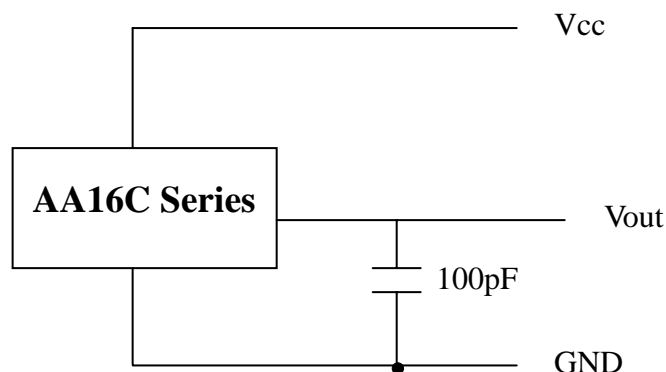 Vcc
AA16C Series
Vout
100pF
GND